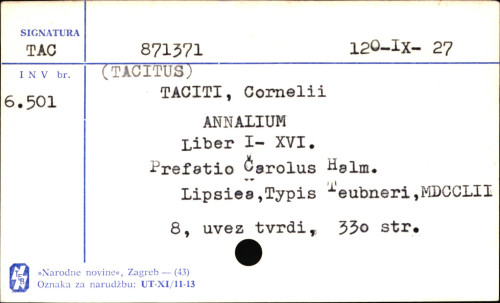 SIGNATURA
TAC 871371 120-IX- 27
INV br. (TACITUS)
6.501 TACITI, Cornelii
ANNALIUM
Liber I- XVI.
Prefatio Čarolus Halm.
Lipsiea, Typis Teubneri, MDCCLII
8, uvez tvrdi, 330 str.
»Narodne novine«, Zagreb — (43)
Oznaka za narudžbu: UT-XI/11-13